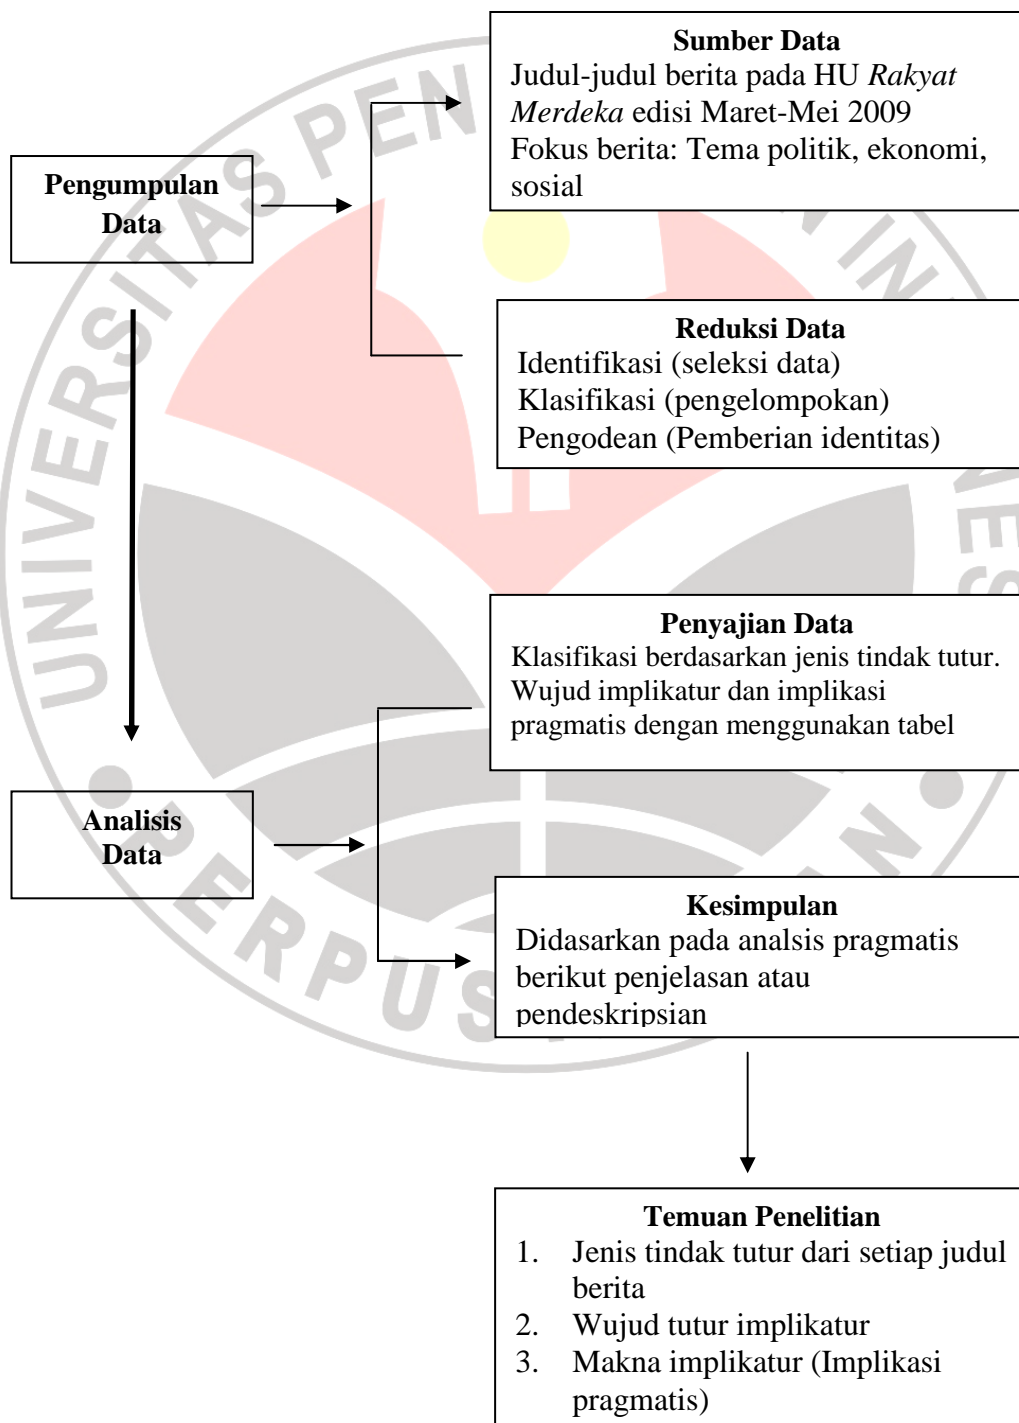 Sumber Data
Judul-judul berita pada HU Rakyat
Merdeka edisi Maret-Mei 2009
Fokus berita: Tema politik, ekonomi,
sosial
Pengumpulan
Data
Reduksi Data
Identifikasi (seleksi data)
Klasifikasi (pengelompokan)
Pengodean (Pemberian identitas)
Penyajian Data
Klasifikasi berdasarkan jenis tindak tutur.
Wujud implikatur dan implikasi
pragmatis dengan menggunakan tabel
Analisis
Data
Kesimpulan
Didasarkan pada analsis pragmatis
berikut penjelasan atau
pendeskripsian
Temuan Penelitian
1. Jenis tindak tutur dari setiap judul
berita
2. Wujud tutur implikatur
3. Makna implikatur (Implikasi
pragmatis)
UNIVERSITAS PEN